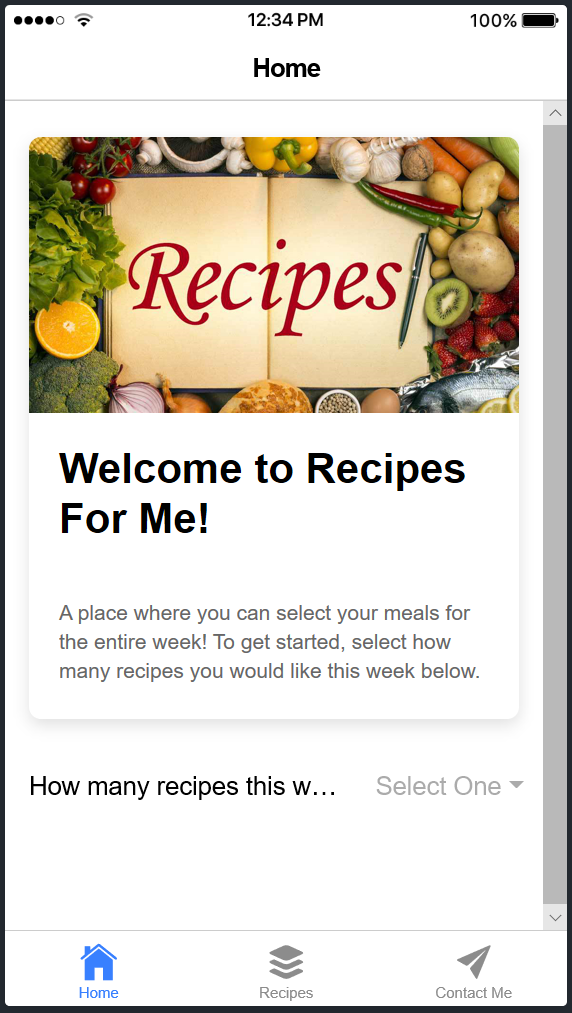 12:34 PM 100%
Home
Recipes
Welcome to Recipes
For Me!
A place where you can select your meals for
the entire week! To get started, select how
many recipes you would like this week below.
How many recipes this w… Select One
Home Recipes Contact Me